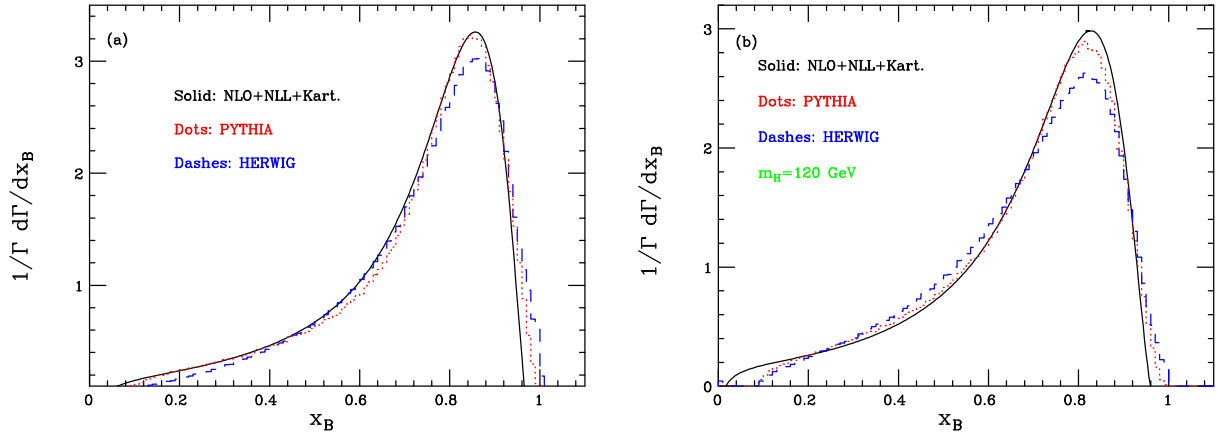 (a)
Solid: NLO+NLL+Kart.
Dots: PYTHIA
Dashes: HERWIG
1/Γ dΓ/dx_B
3
2
1
0
0.2
0.4
0.6
0.8
1
x_B
(b)
Solid: NLO+NLL+Kart.
Dots: PYTHIA
Dashes: HERWIG
m_H=120 GeV
1/Γ dΓ/dx_B
3
2
1
0
0
0.2
0.4
0.6
0.8
1
x_B